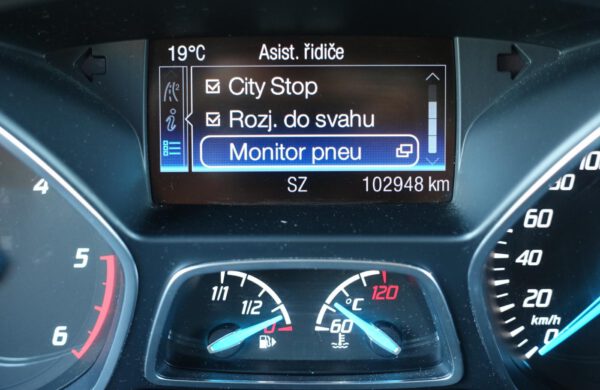 19°C Asist. řidiče
City Stop
Rozj. do svahu
Monitor pneu
SZ 102948 km
4
5
6
1/1
1/2
0
°C
120
60
80
60
40
20
km/h
0